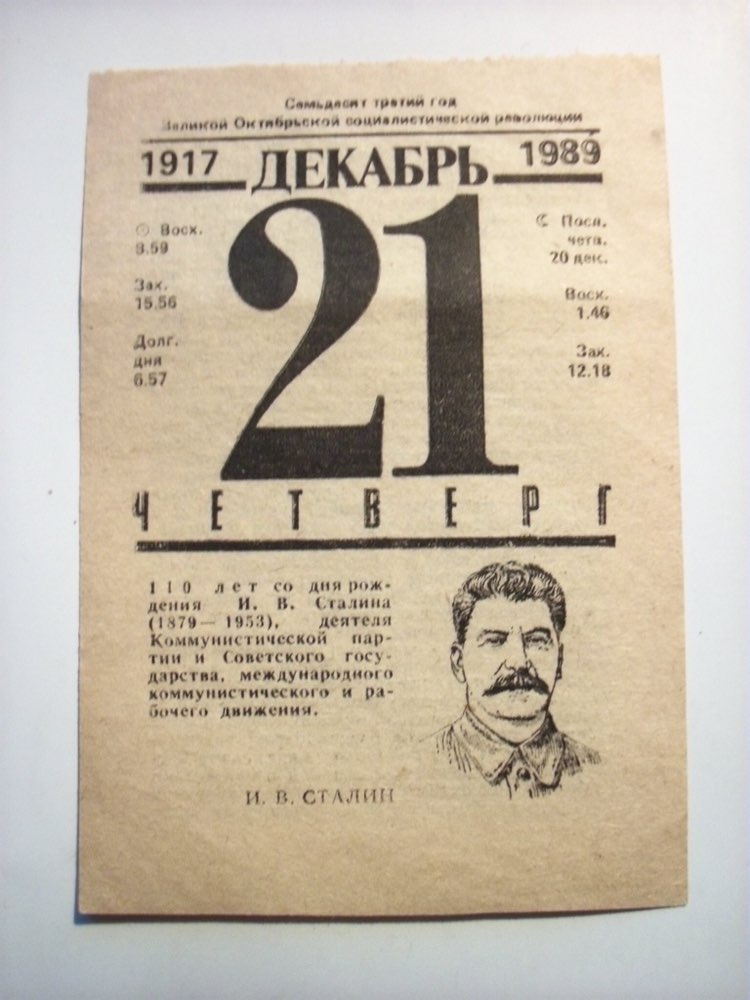 Семьдесят третий год
Великой Октябрьской социалистической революции
1917 ДЕКАБРЬ 1989
Восх.
8.59
Зах.
15.56
Долг.
дня
6.57
21
☾ Посл.
четв.
20 дек.
Восх.
1.46
Зах.
12.18
ЧЕТВЕРГ
110 лет со дня рож-
дения И. В. Сталина
(1879—1953), деятеля
Коммунистической пар-
тии и Советского госу-
дарства, международного
коммунистического и ра-
бочего движения.
И. В. СТАЛИН